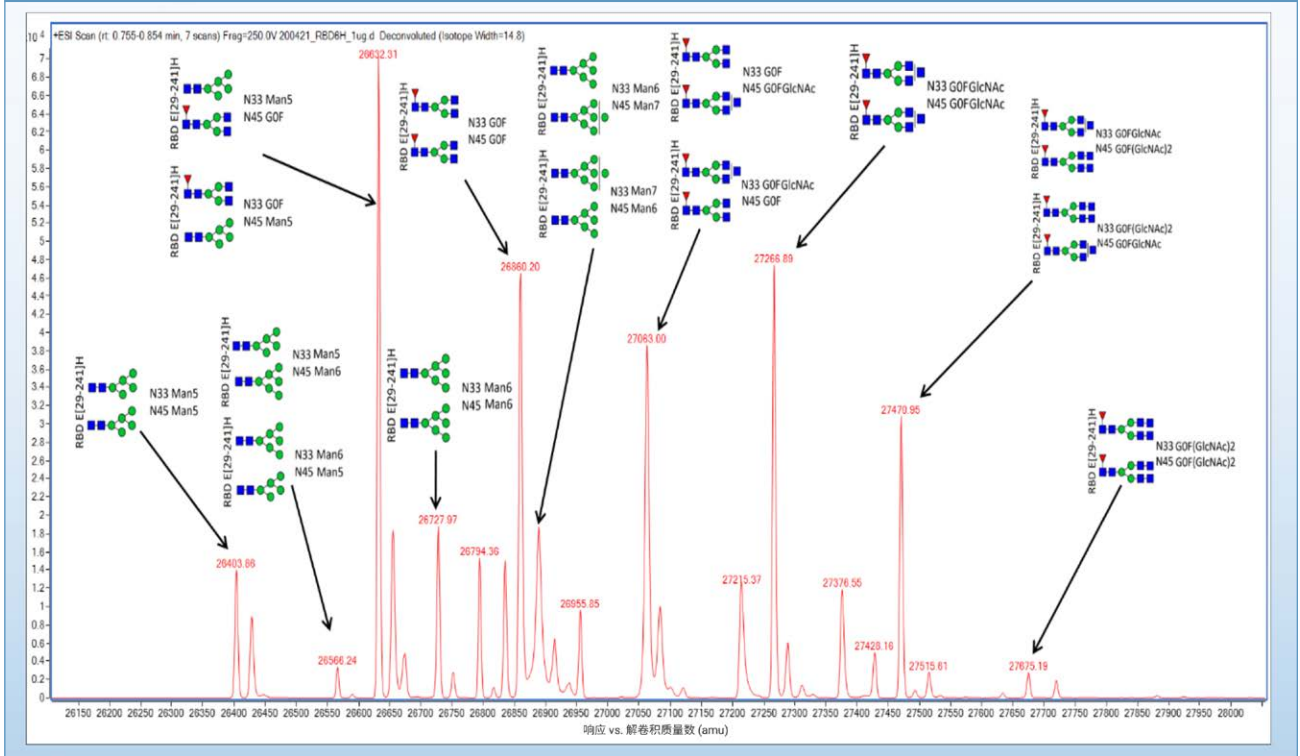 x10 4 +ESI Scan (rt: 0.755-0.854 min, 7 scans) Frag=250.0V 200421_RBD6H_1ug.d Deconvoluted (Isotope Width=14.8)
7
6.8
6.6
6.4
6.2
6
5.8
5.6
5.4
5.2
5
4.8
4.6
4.4
4.2
4
3.8
3.6
3.4
3.2
3
2.8
2.6
2.4
2.2
2
1.8
1.6
1.4
1.2
1
0.8
0.6
0.4
0.2
0
RBD E[29-241]H
N33 Man5
N45 G0F
N33 G0F
N45 Man5
RBD E[29-241]H
N33 G0F
N45 G0F
RBD E[29-241]H
N33 Man6
N45 Man7
RBD E[29-241]H
N33 Man7
N45 Man6
RBD E[29-241]H
N33 G0F
N45 G0FGlcNAc
RBD E[29-241]H
N33 G0FGlcNAc
N45 G0F
RBD E[29-241]H
N33 G0FGlcNAc
N45 G0FGlcNAc
RBD E[29-241]H
N33 G0FGlcNAc
N45 G0F(GlcNAc)2
RBD E[29-241]H
N33 G0F(GlcNAc)2
N45 G0FGlcNAc
RBD E[29-241]H
N33 Man5
N45 Man5
RBD E[29-241]H
N33 Man5
N45 Man6
RBD E[29-241]H
N33 Man6
N45 Man5
RBD E[29-241]H
N33 Man6
N45 Man6
RBD E[29-241]H
N33 G0F(GlcNAc)2
N45 G0F(GlcNAc)2
26403.86
26566.24
26632.31
26727.97
26794.36
26860.20
26955.85
27063.00
27215.37
27266.89
27376.55
27428.16
27470.95
27515.61
27675.19
26150 26200 26250 26300 26350 26400 26450 26500 26550 26600 26650 26700 26750 26800 26850 26900 26950 27000 27050 27100 27150 27200 27250 27300 27350 27400 27450 27500 27550 27600 27650 27700 27750 27800 27850 27900 27950 28000
响应 vs. 解卷积质量数 (amu)